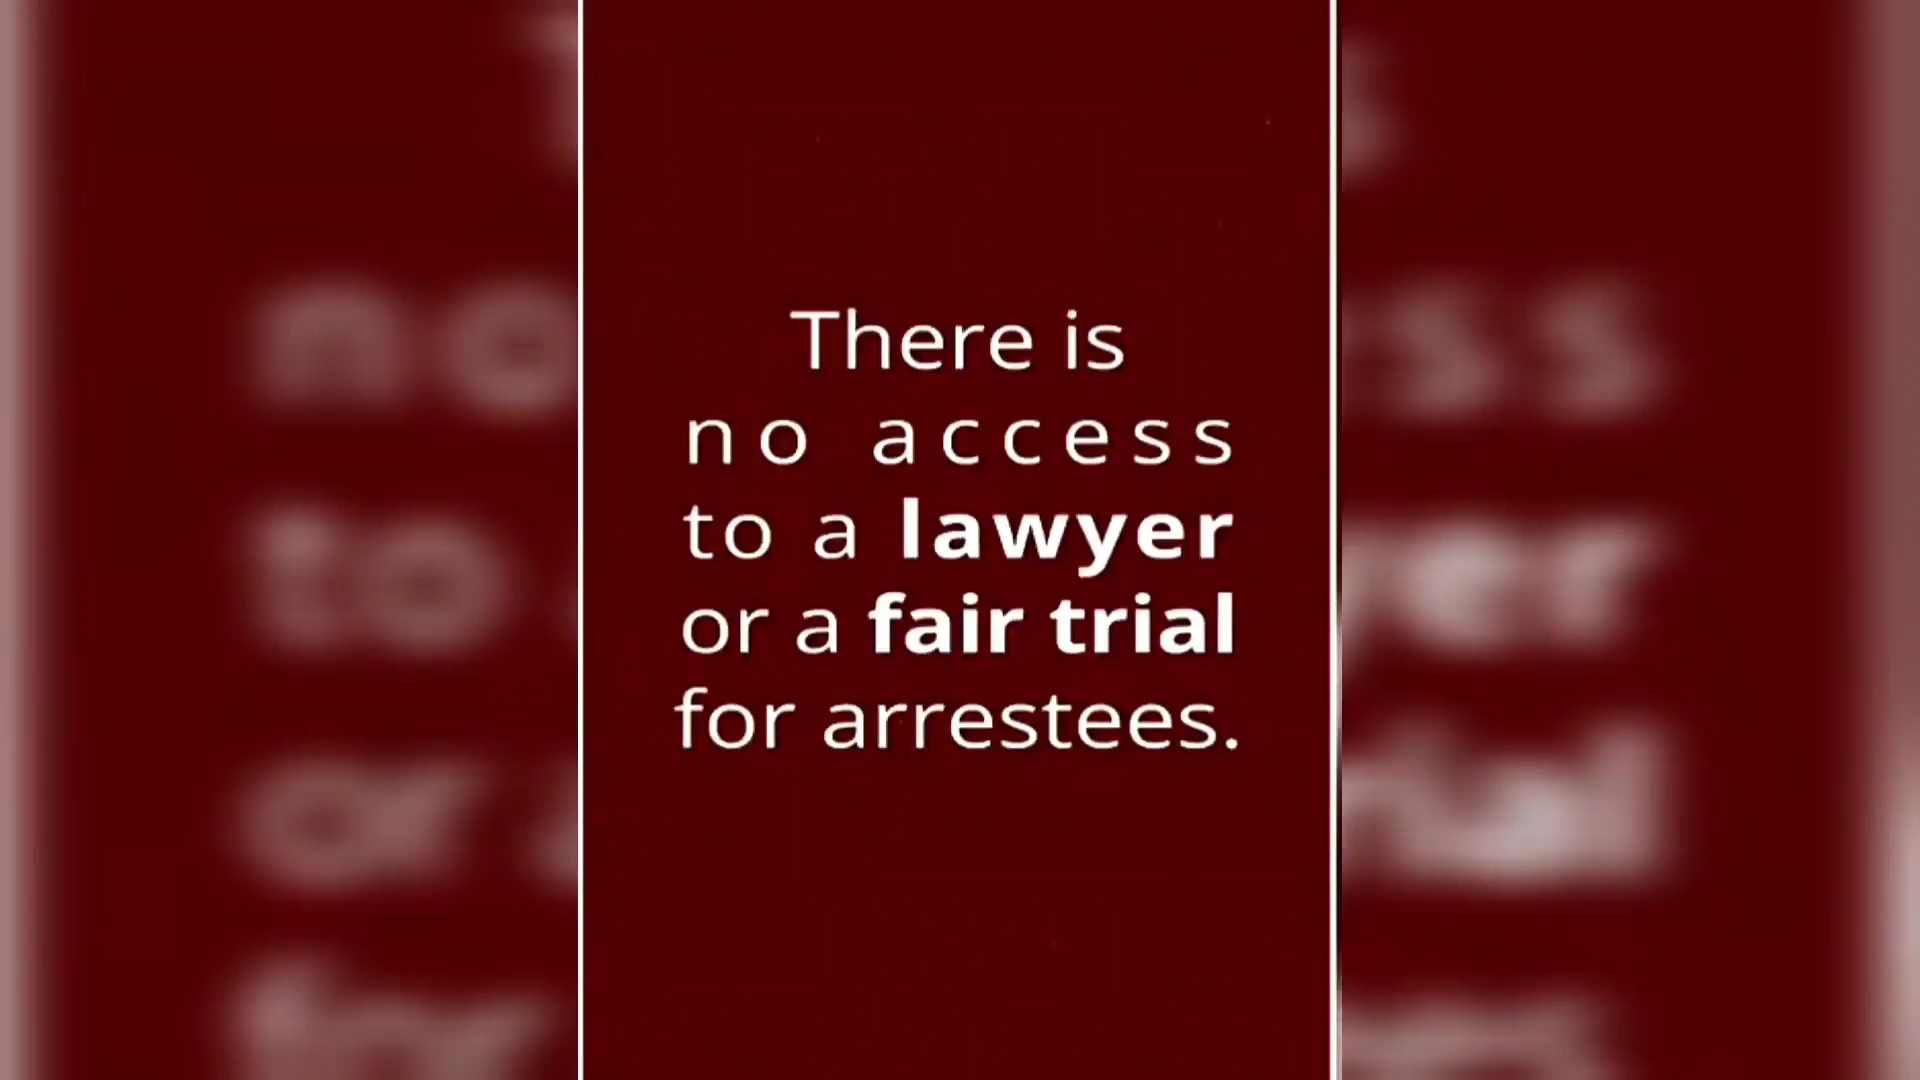 There is
no access
to a lawyer
or a fair trial
for arrestees.